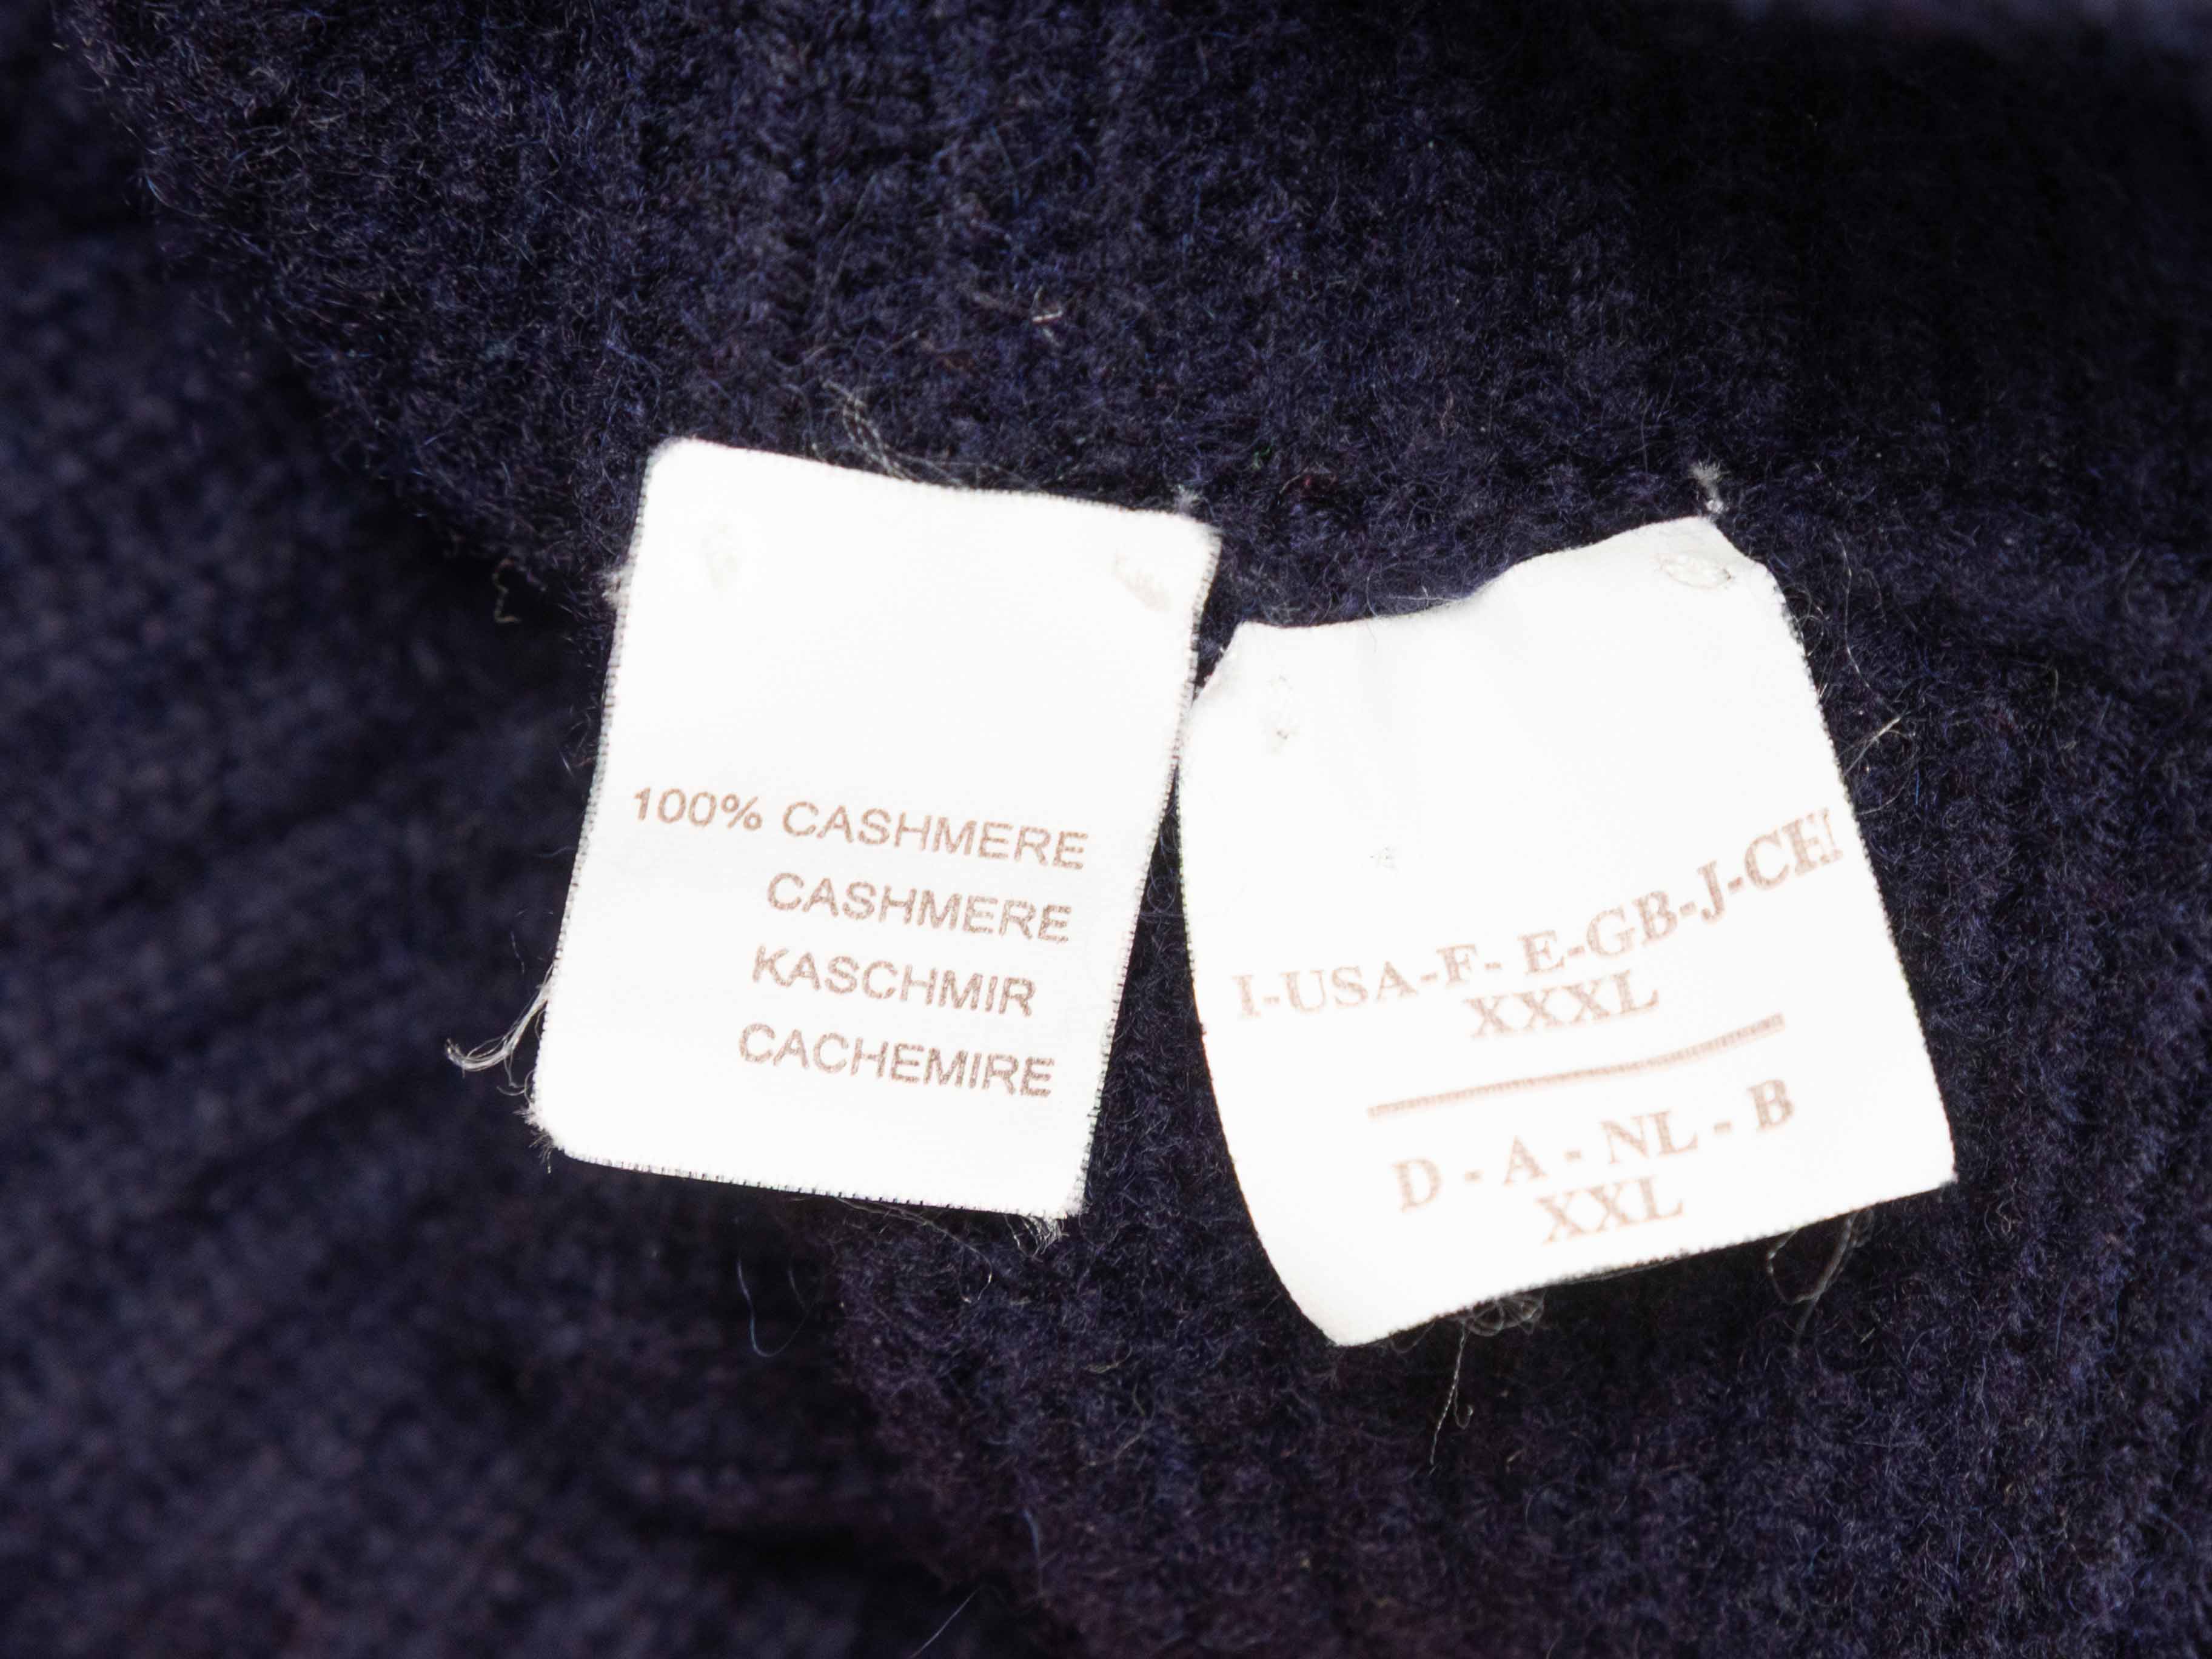 100% CASHMERE
CASHMERE
KASCHMIR
CACHEMIRE
I-USA-F- E-GB-J-CH
XXXL
D - A - NL - B
XXL